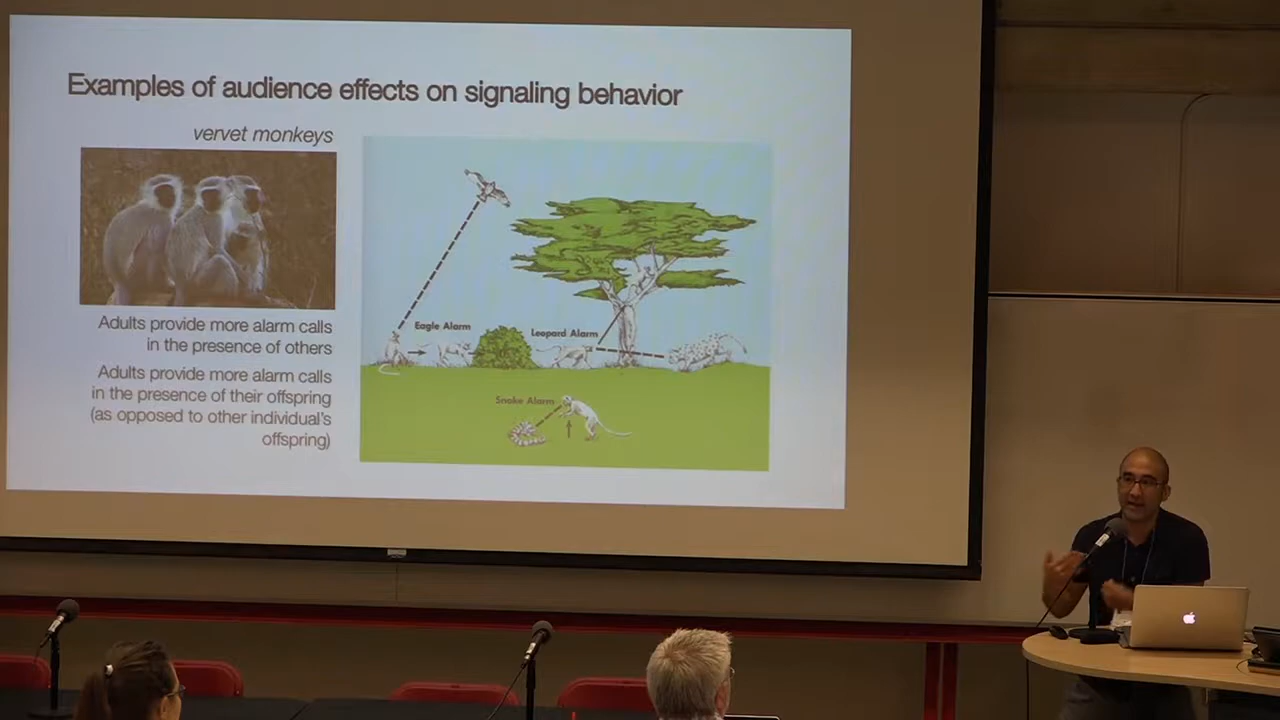 Examples of audience effects on signaling behavior
vervet monkeys
Adults provide more alarm calls
in the presence of others
Adults provide more alarm calls
in the presence of their offspring
(as opposed to other individual's
offspring)
Eagle Alarm
Leopard Alarm
Snake Alarm